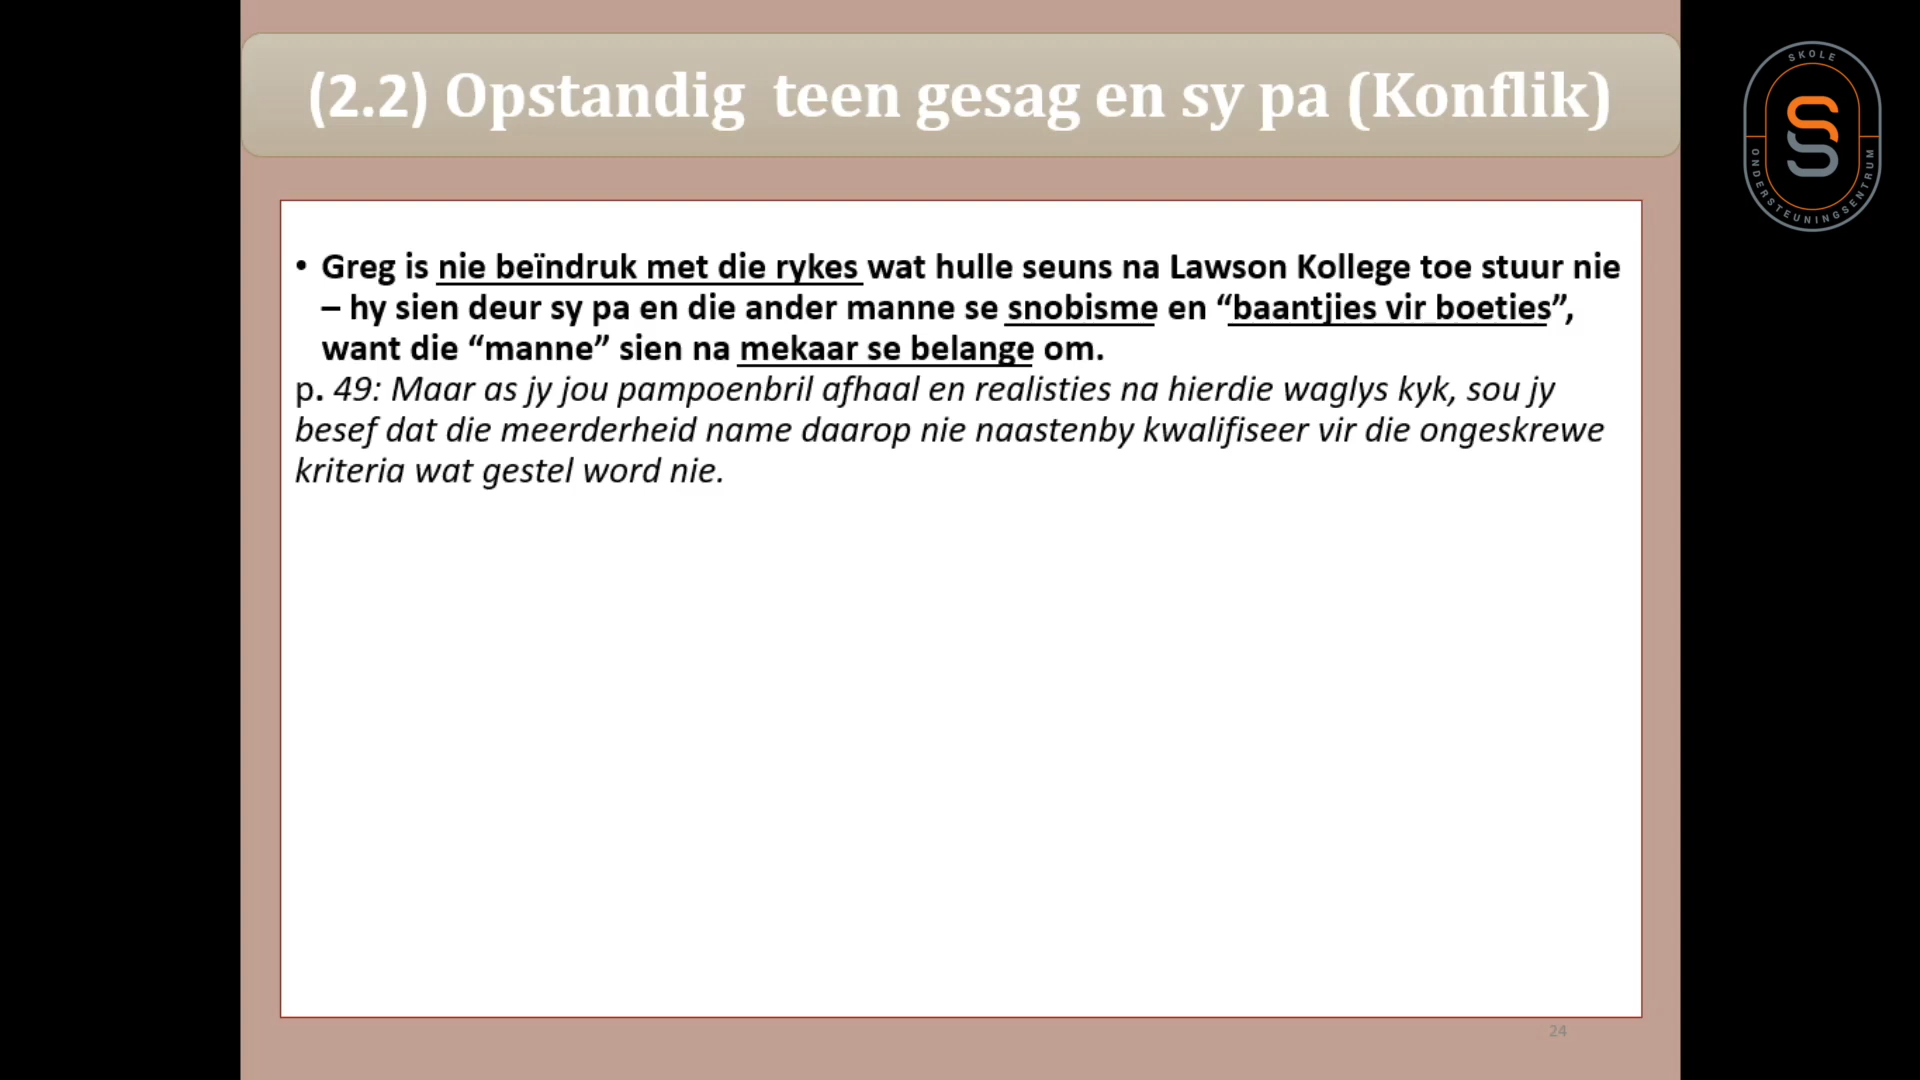 (2.2) Opstandig teen gesag en sy pa (Konflik)
SKOLE
ONDERSTEUNINGSENTRUM
• Greg is nie beïndruk met die rykes wat hulle seuns na Lawson Kollege toe stuur nie
– hy sien deur sy pa en die ander manne se snobisme en “baantjies vir boeties”,
want die “manne” sien na mekaar se belange om.
p. 49: Maar as jy jou pampoenbril afhaal en realisties na hierdie waglys kyk, sou jy
besef dat die meerderheid name daarop nie naastenby kwalifiseer vir die ongeskrewe
kriteria wat gestel word nie.
24